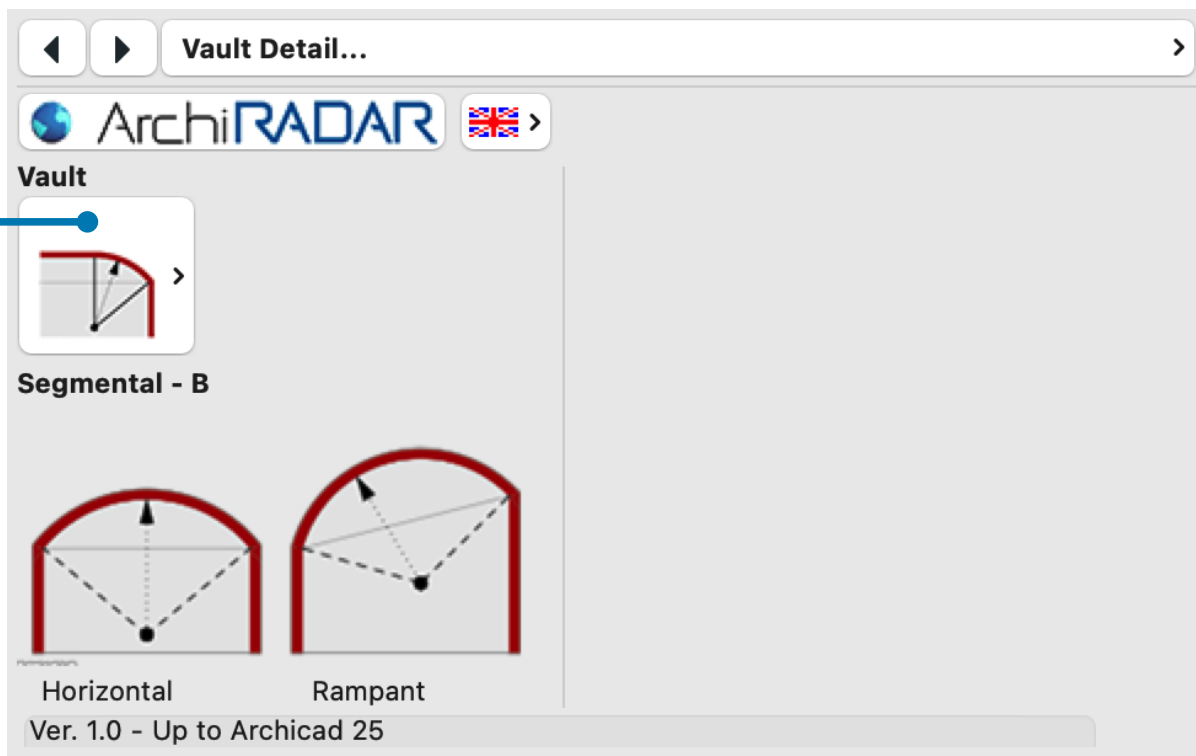 Vault Detail...
ArchiRADAR
Vault
Segmental - B
Horizontal
Rampant
Ver. 1.0 - Up to Archicad 25